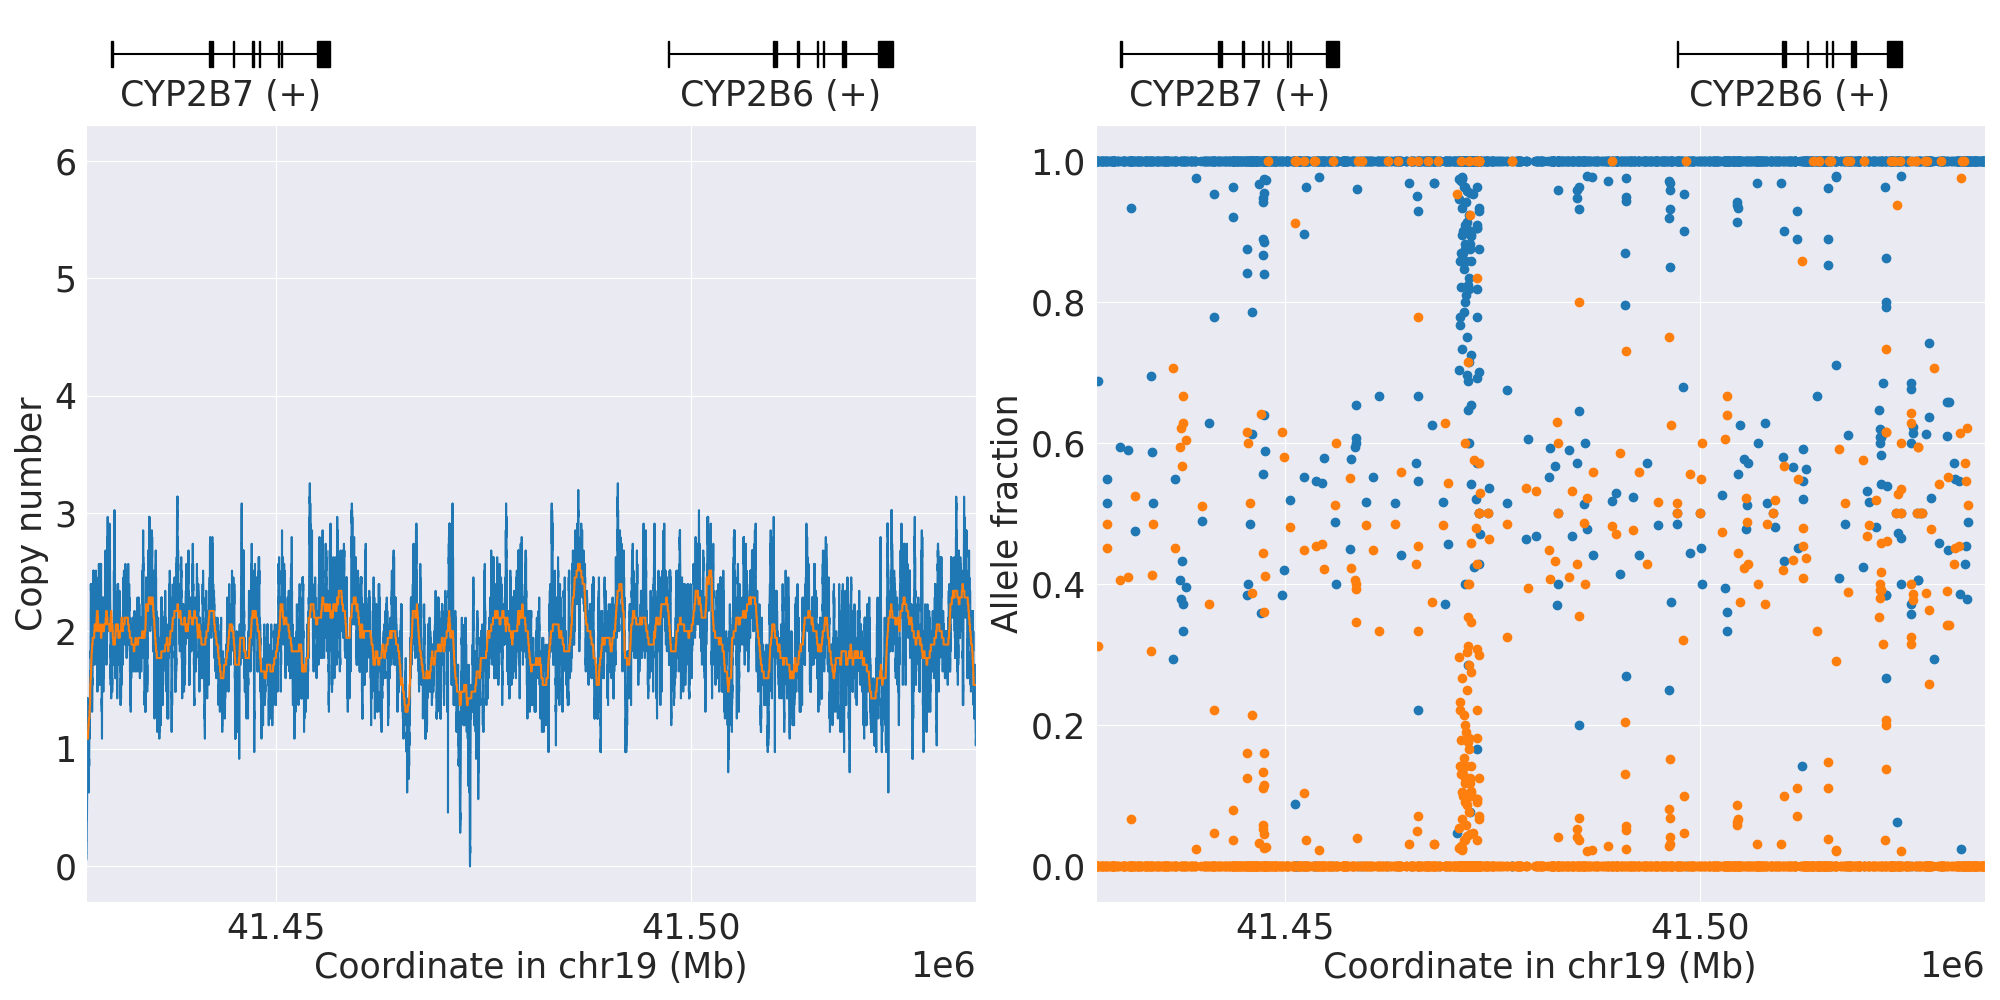 CYP2B7 (+) CYP2B6 (+)
CYP2B7 (+) CYP2B6 (+)
6
5
4
3
2
1
0
Copy number
41.45 41.50
Coordinate in chr19 (Mb)
1e6
1.0
0.8
0.6
0.4
0.2
0.0
Allele fraction
41.45 41.50
Coordinate in chr19 (Mb)
1e6